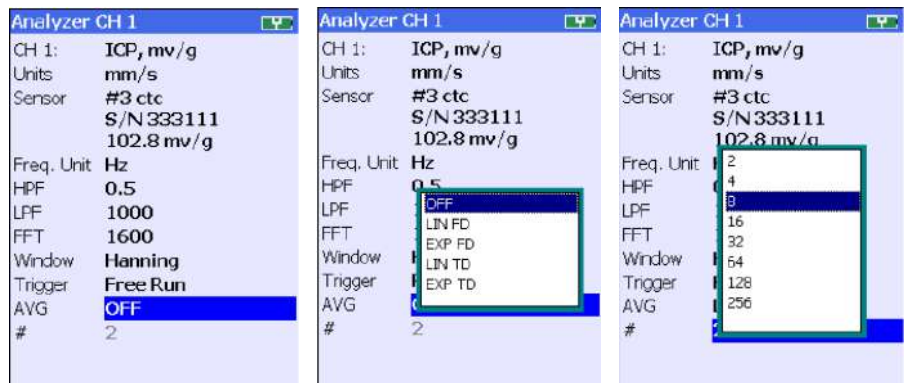 Analyzer CH 1
CH 1: ICP, mv/g
Units mm/s
Sensor #3 ctc
S/N 333111
102.8 mv/g
Freq. Unit Hz
HPF 0.5
LPF 1000
FFT 1600
Window Hanning
Trigger Free Run
AVG OFF
# 2
Analyzer CH 1
CH 1: ICP, mv/g
Units mm/s
Sensor #3 ctc
S/N 333111
102.8 mv/g
Freq. Unit Hz
HPF 0.5
LPF
FFT
Window
Trigger
AVG
# 2
OFF
LIN FD
EXP FD
LIN TD
EXP TD
Analyzer CH 1
CH 1: ICP, mv/g
Units mm/s
Sensor #3 ctc
S/N 333111
102.8 mv/g
Freq. Unit
HPF
LPF
FFT
Window
Trigger
AVG
#
2
4
8
16
32
64
128
256